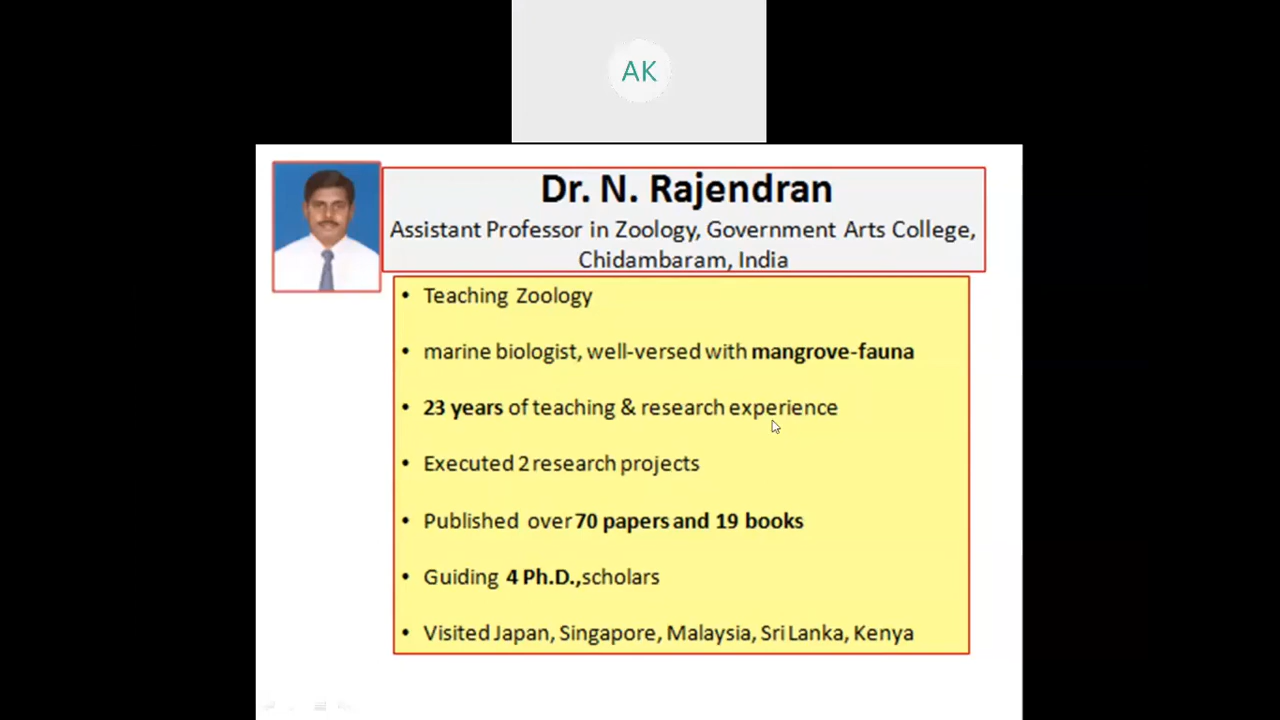 AK
Dr. N. Rajendran
Assistant Professor in Zoology, Government Arts College,
Chidambaram, India
• Teaching Zoology
• marine biologist, well-versed with mangrove-fauna
• 23 years of teaching & research experience
• Executed 2 research projects
• Published over 70 papers and 19 books
• Guiding 4 Ph.D.,scholars
• Visited Japan, Singapore, Malaysia, Sri Lanka, Kenya